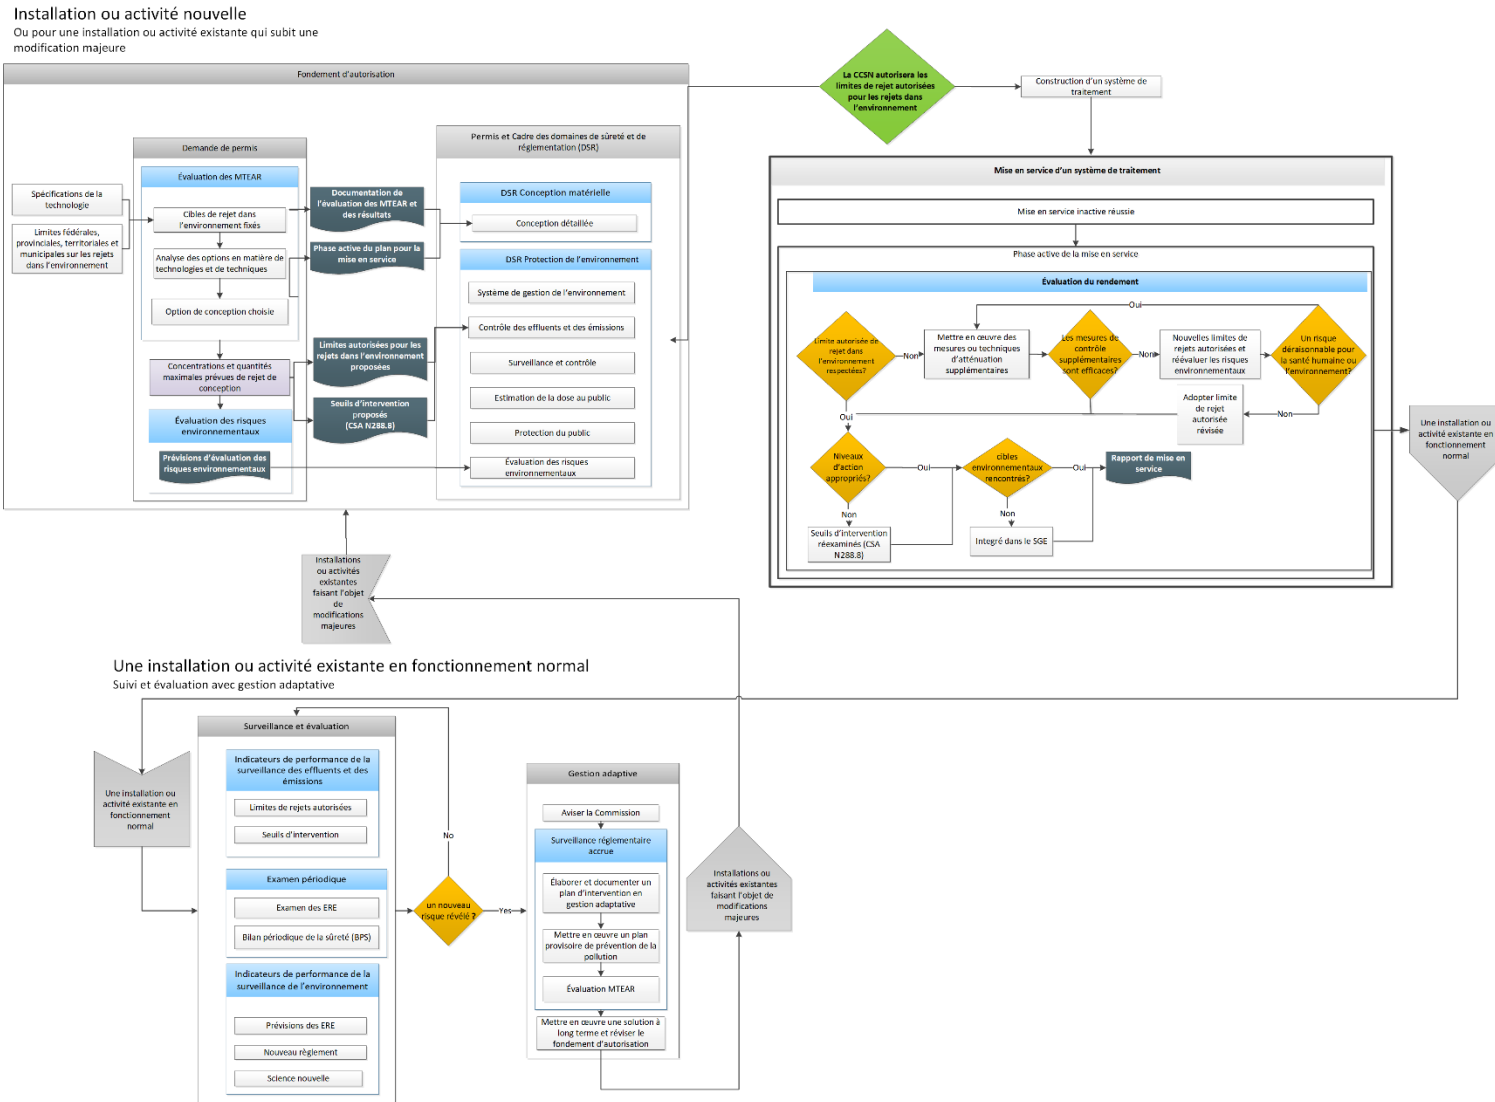 Installation ou activité nouvelle
Ou pour une installation ou activité existante qui subit une
modification majeure
Fondement d'autorisation
Demande de permis
Évaluation des MTEAR
Spécifications de la
technologie
Limites fédérales,
provinciales, territoriales et
municipales sur les rejets
dans l'environnement
Cibles de rejet dans
l'environnement fixés
Analyse des options en matière de
technologies et de techniques
Option de conception choisie
Concentrations et quantités
maximales prévues de rejet de
conception
Évaluation des risques
environnementaux
Prévisions d'évaluation des
risques environnementaux
Documentation de
l'évaluation des MTEAR et
des résultats
Phase active du plan pour la
mise en service
Limites autorisées pour les
rejets dans l'environnement
proposées
Seuils d'intervention
proposés
(CSA N288.8)
Permis et Cadre des domaines de sûreté et de
réglementation (DSR)
DSR Conception matérielle
Conception détaillée
DSR Protection de l'environnement
Système de gestion de l'environnement
Contrôle des effluents et des émissions
Surveillance et contrôle
Estimation de la dose au public
Protection du public
Évaluation des risques
environnementaux
La CCSN autorisera les
limites de rejet autorisées
pour les rejets dans
l'environnement
Construction d'un système de
traitement
Mise en service d'un système de traitement
Mise en service inactive réussie
Phase active de la mise en service
Évaluation du rendement
Limite autorisée de
rejet dans
l'environnement
respectées?
Non
Mettre en œuvre des
mesures ou techniques
d'atténuation
supplémentaires
Les mesures
de contrôle
supplémentaires
sont efficaces?
Non
Nouvelles limites de
rejets autorisées et
réévaluer les risques
environnementaux
Un risque
déraisonnable pour
la santé humaine ou
l'environnement?
Oui
Non
Adopter limite
de rejet
autorisée
révisée
Oui
Niveaux
d'action
appropriés?
Oui
cibles
environnementaux
rencontrés?
Oui
Rapport de mise en
service
Non
Non
Seuils d'intervention
réexaminés (CSA
N288.8)
Integré dans le SGE
Une installation ou
activité existante en
fonctionnement
normal
Installations
ou activités
existantes
faisant l'objet
de
modifications
majeures
Une installation ou activité existante en fonctionnement normal
Suivi et évaluation avec gestion adaptative
Une installation ou
activité existante en
fonctionnement
normal
Surveillance et évaluation
Indicateurs de performance de la
surveillance des effluents et des
émissions
Limites de rejets autorisées
Seuils d'intervention
Examen périodique
Examen des ERE
Bilan périodique de la sûreté (BPS)
Indicateurs de performance de la
surveillance de l'environnement
Prévisions des ERE
Nouveau règlement
Science nouvelle
No
un nouveau
risque révélé ?
Yes
Gestion adaptive
Aviser la Commission
Surveillance réglementaire
accrue
Élaborer et documenter un
plan d'intervention en
gestion adaptative
Mettre en œuvre un plan
provisoire de prévention de la
pollution
Évaluation MTEAR
Mettre en œuvre une solution à
long terme et réviser le
fondement d'autorisation
Installations ou
activités existantes
faisant l'objet de
modifications
majeures